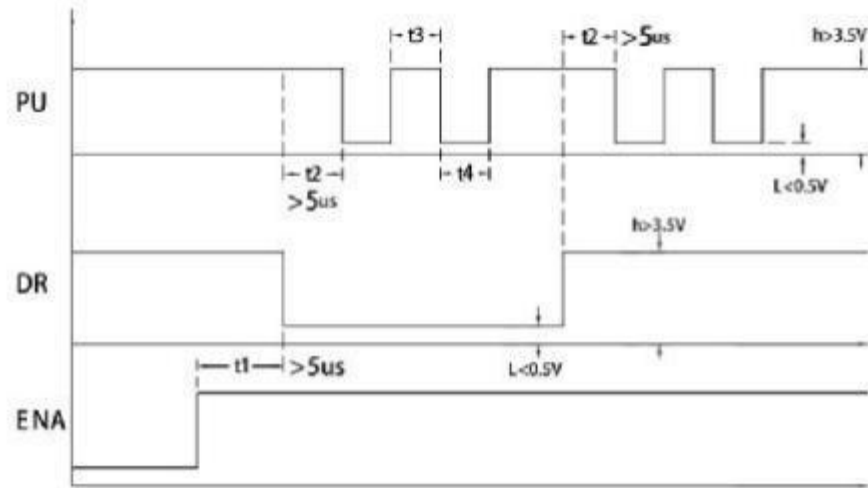 t3
t2 >5us
h>3.5V
PU
t2
>5us
t4
L<0.5V
h>3.5V
DR
t1 >5us
L<0.5V
ENA